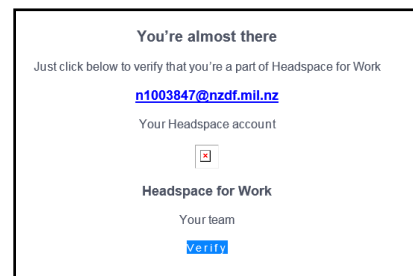 You're almost there
Just click below to verify that you're a part of Headspace for Work
n1003847@nzdf.mil.nz
Your Headspace account
Headspace for Work
Your team
Verify